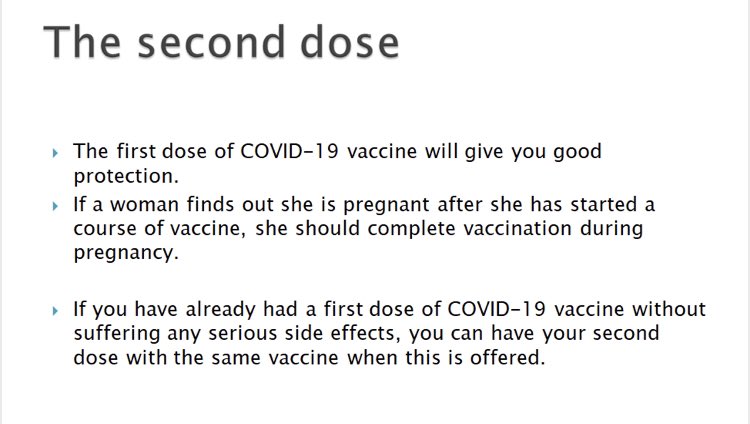 The second dose
The first dose of COVID-19 vaccine will give you good
protection.
If a woman finds out she is pregnant after she has started a
course of vaccine, she should complete vaccination during
pregnancy.
If you have already had a first dose of COVID-19 vaccine without
suffering any serious side effects, you can have your second
dose with the same vaccine when this is offered.